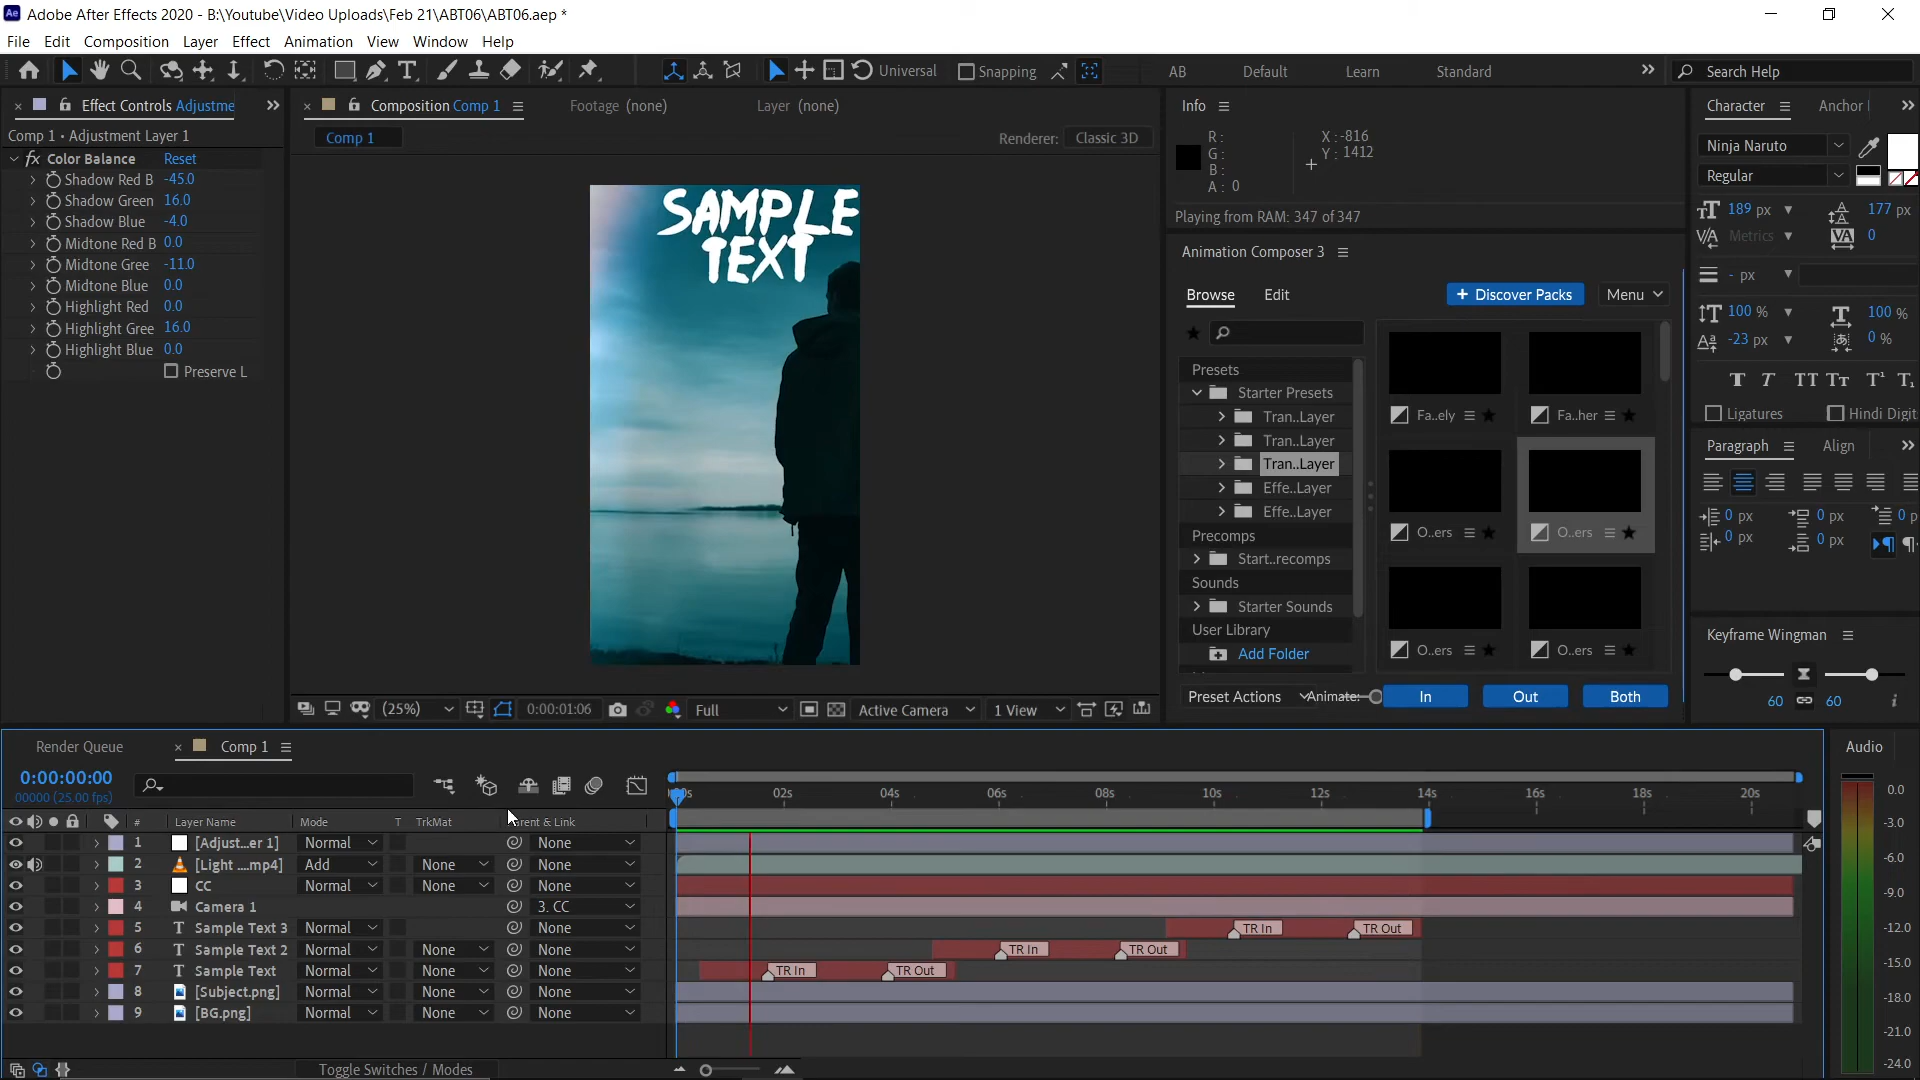 Adobe After Effects 2020 - B:\Youtube\Video Uploads\Feb 21\ABT06\ABT06.aep *
File Edit Composition Layer Effect Animation View Window Help
Universal Snapping AB Default Learn Standard Search Help
Effect Controls Adjustme
Comp 1 • Adjustment Layer 1
fx Color Balance Reset
Shadow Red B -45.0
Shadow Green 16.0
Shadow Blue -4.0
Midtone Red B 0.0
Midtone Gree -11.0
Midtone Blue 0.0
Highlight Red 0.0
Highlight Gree 16.0
Highlight Blue 0.0
Preserve L
Composition Comp 1 Footage (none) Layer (none)
Comp 1 Renderer: Classic 3D
SAMPLE
TEXT
(25%) 0:00:01:06 Full Active Camera 1 View
Info
R: X:-816
G: Y: 1412
B:
A: 0
Playing from RAM: 347 of 347
Animation Composer 3
Browse Edit + Discover Packs Menu
Presets
Starter Presets
Tran..Layer
Tran..Layer
Tran..Layer
Effe..Layer
Effe..Layer
Precomps
Start..recomps
Sounds
Starter Sounds
User Library
Add Folder
Fa..ely Fa..her
O..ers O..ers
O..ers O..ers
Preset Actions Animate: In Out Both
Character Anchor
Ninja Naruto
Regular
189 px 177 px
Metrics 0
- px
100 % 100 %
-23 px 0 %
Ligatures Hindi Digit
Paragraph Align
0 px 0 px 0 p
0 px 0 px
Keyframe Wingman
60 60
Render Queue Comp 1
0:00:00:00
00000 (25.00 fps)
02s 04s 06s 08s 10s 12s 14s 16s 18s 20s
# Layer Name Mode T TrkMat arent & Link
1 [Adjust...er 1] Normal None
2 [Light ....mp4] Add None None
3 CC Normal None None
4 Camera 1 3. CC
5 Sample Text 3 Normal None TR In TR Out
6 Sample Text 2 Normal None None TR In TR Out
7 Sample Text Normal None None TR In TR Out
8 [Subject.png] Normal None None
9 [BG.png] Normal None None
Toggle Switches / Modes
Audio
0.0
-3.0
-6.0
-9.0
-12.0
-15.0
-18.0
-21.0
-24.0